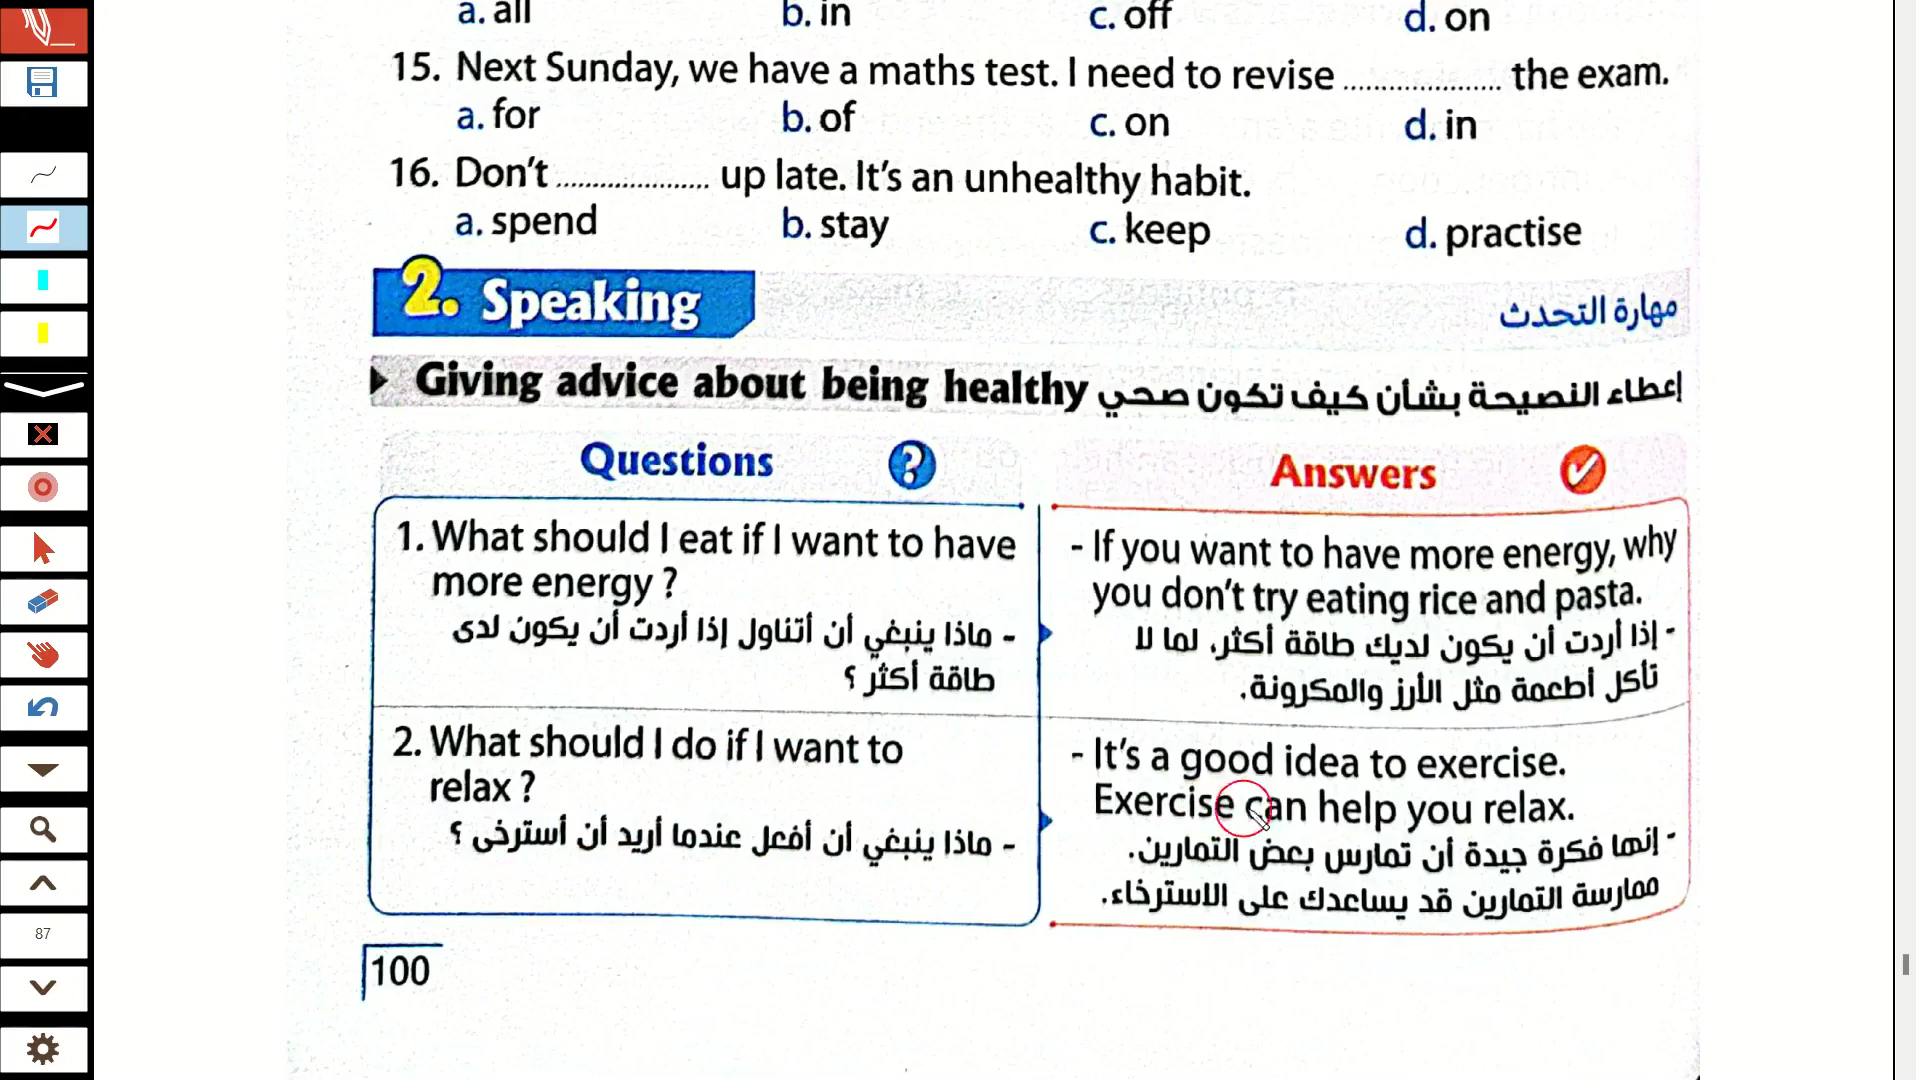 a. all b. in c. off d. on
15. Next Sunday, we have a maths test. I need to revise ..................... the exam.
a. for b. of c. on d. in
16. Don't ..................... up late. It's an unhealthy habit.
a. spend b. stay c. keep d. practise
2. Speaking مهارة التحدث
Giving advice about being healthy إعطاء النصيحة بشأن كيف تكون صحي
Questions ?
1. What should I eat if I want to have
more energy ?
- ماذا ينبغي أن أتناول إذا أردت أن يكون لدى
طاقة أكثر ؟
2. What should I do if I want to
relax ?
- ماذا ينبغي أن أفعل عندما أريد أن أسترخى ؟
Answers
- If you want to have more energy, why
you don't try eating rice and pasta.
- إذا أردت أن يكون لديك طاقة أكثر، لما لا
تأكل أطعمة مثل الأرز والمكرونة.
- It's a good idea to exercise.
Exercise can help you relax.
- إنها فكرة جيدة أن تمارس بعض التمارين.
ممارسة التمارين قد يساعدك على الاسترخاء.
100
87